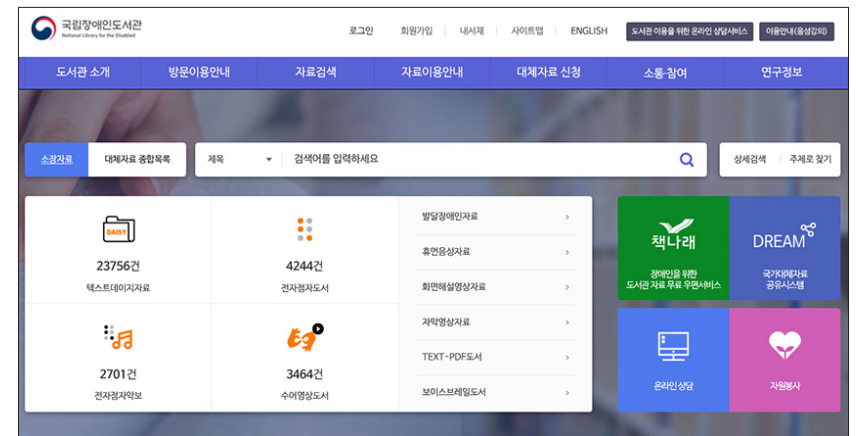 국립장애인도서관
National Library for the Disabled
로그인 회원가입 내서재 사이트맵 ENGLISH 도서관 이용을 위한 온라인 상담서비스 이용안내(음성강의)
도서관 소개 방문이용안내 자료검색 자료이용안내 대체자료 신청 소통·참여 연구정보
소장자료 대체자료 종합목록 제목 검색어를 입력하세요 상세검색 주제로 찾기
DAISY
23756건
텍스트데이지자료
4244건
전자점자도서
2701건
전자점자악보
3464건
수어영상도서
발달장애인자료
휴먼음성자료
화면해설영상자료
자막영상자료
TEXT-PDF도서
보이스브레일도서
책나래
장애인을 위한
도서관 자료 무료 우편서비스
DREAM
국가대체자료
공유시스템
온라인 상담
자원봉사